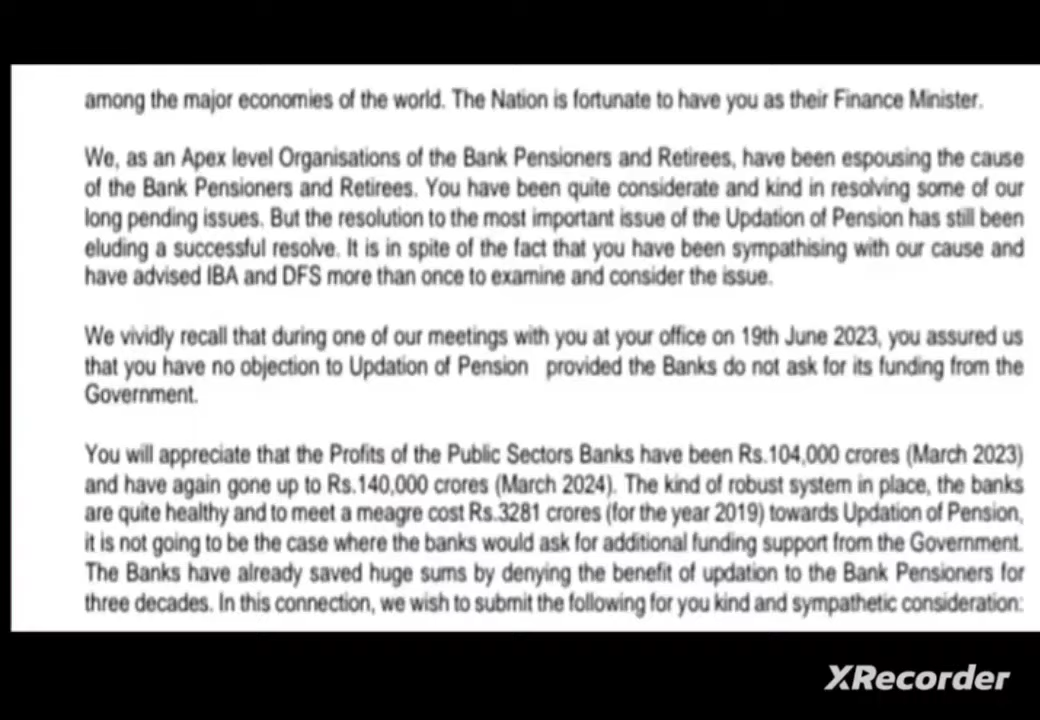 among the major economies of the world. The Nation is fortunate to have you as their Finance Minister.
We, as an Apex level Organisations of the Bank Pensioners and Retirees, have been espousing the cause
of the Bank Pensioners and Retirees. You have been quite considerate and kind in resolving some of our
long pending issues. But the resolution to the most important issue of the Updation of Pension has still been
eluding a successful resolve. It is in spite of the fact that you have been sympathising with our cause and
have advised IBA and DFS more than once to examine and consider the issue.
We vividly recall that during one of our meetings with you at your office on 19th June 2023, you assured us
that you have no objection to Updation of Pension provided the Banks do not ask for its funding from the
Government.
You will appreciate that the Profits of the Public Sectors Banks have been Rs.104,000 crores (March 2023)
and have again gone up to Rs.140,000 crores (March 2024). The kind of robust system in place, the banks
are quite healthy and to meet a meagre cost Rs.3281 crores (for the year 2019) towards Updation of Pension,
it is not going to be the case where the banks would ask for additional funding support from the Government.
The Banks have already saved huge sums by denying the benefit of updation to the Bank Pensioners for
three decades. In this connection, we wish to submit the following for you kind and sympathetic consideration:
XRecorder